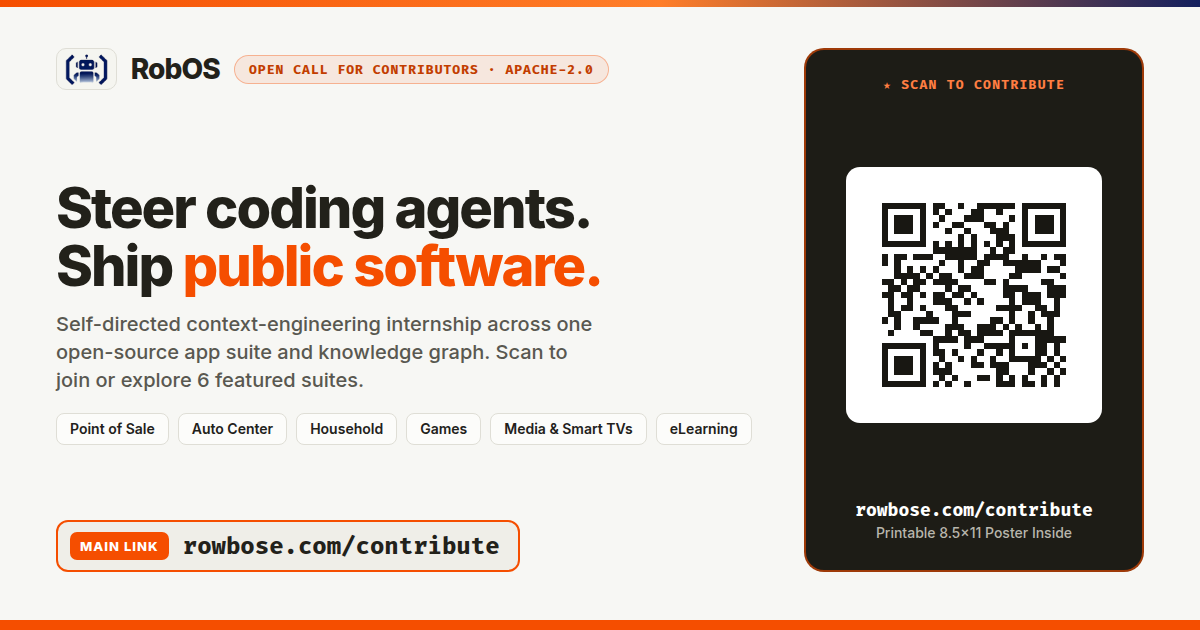 RobOS
OPEN CALL FOR CONTRIBUTORS · APACHE-2.0
Steer coding agents.
Ship public software.
Self-directed context-engineering internship across one
open-source app suite and knowledge graph. Scan to
join or explore 6 featured suites.
Point of Sale
Auto Center
Household
Games
Media & Smart TVs
eLearning
MAIN LINK rowbose.com/contribute
★ SCAN TO CONTRIBUTE
rowbose.com/contribute
Printable 8.5×11 Poster Inside